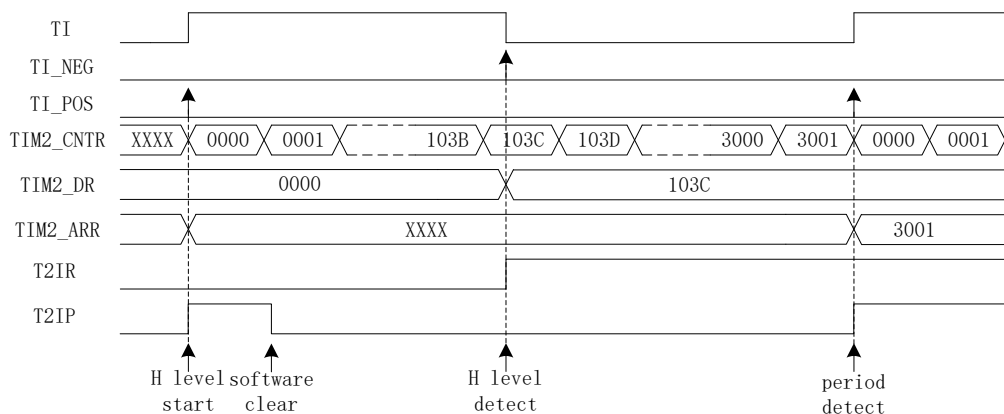 TI
TI_NEG
TI_POS
TIM2_CNTR XXXX 0000 0001 103B 103C 103D 3000 3001 0000 0001
TIM2_DR 0000 103C
TIM2_ARR XXXX 3001
T2IR
T2IP
H level start
software clear
H level detect
period detect